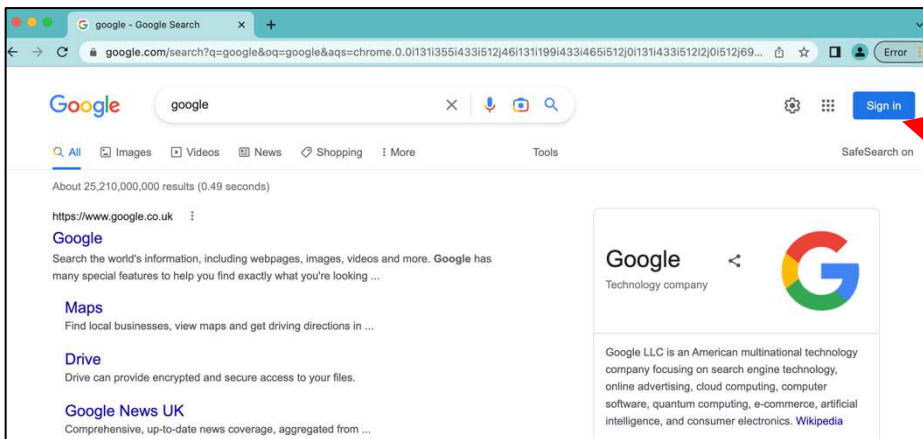 google - Google Search
google.com/search?q=google&oq=google&aqs=chrome.0.0i131i355i433i512j46i131i199i433i465i512j0i131i433i512l2j0i512j69...
Error
Google
google
Sign in
All Images Videos News Shopping More Tools SafeSearch on
About 25,210,000,000 results (0.49 seconds)
https://www.google.co.uk
Google
Search the world's information, including webpages, images, videos and more. Google has
many special features to help you find exactly what you're looking ...
Maps
Find local businesses, view maps and get driving directions in ...
Drive
Drive can provide encrypted and secure access to your files.
Google News UK
Comprehensive, up-to-date news coverage, aggregated from ...
Google
Technology company
Google LLC is an American multinational technology
company focusing on search engine technology,
online advertising, cloud computing, computer
software, quantum computing, e-commerce, artificial
intelligence, and consumer electronics. Wikipedia